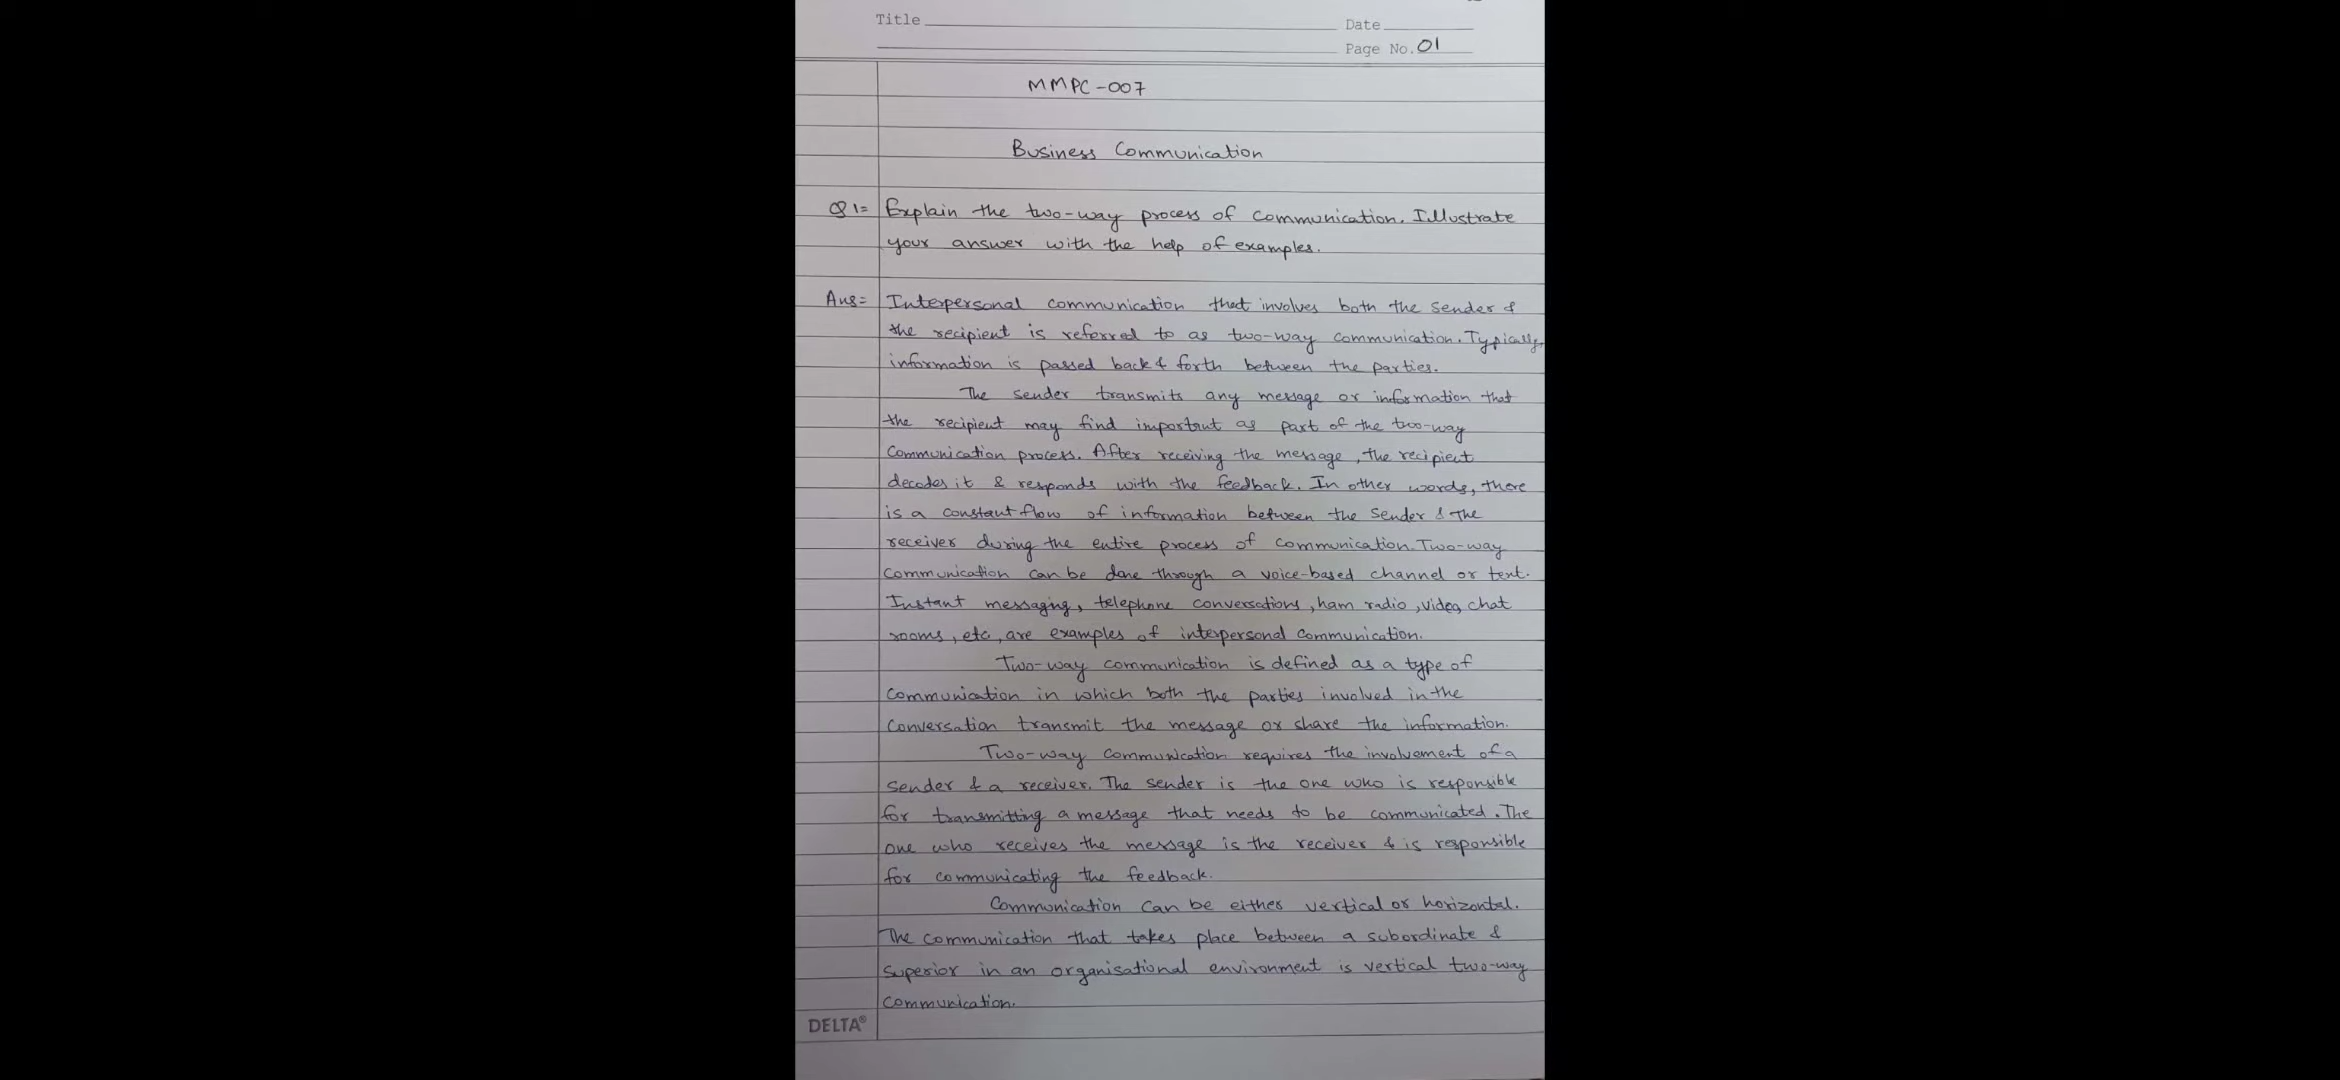 Title
Date
Page No. 01
MMPC-007
Business Communication
Q1= Explain the two-way process of communication. Illustrate
your answer with the help of examples.
Ans= Interpersonal communication that involves both the sender &
the recipient is referred to as two-way communication. Typically,
information is passed back & forth between the parties.
The sender transmits any message or information that
the recipient may find important as part of the two-way
communication process. After receiving the message, the recipient
decodes it & responds with the feedback. In other words, there
is a constant flow of information between the sender & the
receiver during the entire process of communication. Two-way
communication can be done through a voice-based channel or text.
Instant messaging, telephone conversations, ham radio, video, chat
rooms, etc, are examples of interpersonal communication.
Two-way communication is defined as a type of
communication in which both the parties involved in the
conversation transmit the message or share the information.
Two-way communication requires the involvement of a
sender & a receiver. The sender is the one who is responsible
for transmitting a message that needs to be communicated. The
one who receives the message is the receiver & is responsible
for communicating the feedback.
Communication can be either vertical or horizontal.
The communication that takes place between a subordinate &
superior in an organisational environment is vertical two-way
communication.
DELTA®